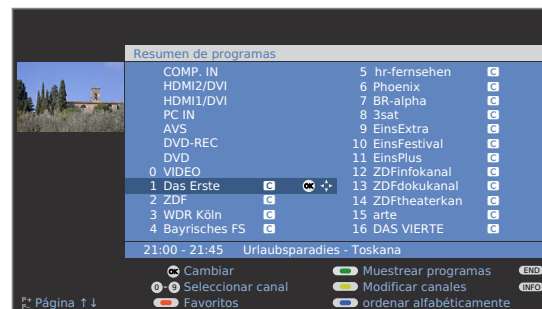 Resumen de programas
COMP. IN
HDMI2/DVI
HDMI1/DVI
PC IN
AVS
DVD-REC
DVD
0 VIDEO
1 Das Erste C OK
2 ZDF C
3 WDR Köln C
4 Bayrisches FS C
5 hr-fernsehen C
6 Phoenix C
7 BR-alpha C
8 3sat C
9 EinsExtra C
10 EinsFestival C
11 EinsPlus C
12 ZDFinfokanal C
13 ZDFdokukanal C
14 ZDFtheaterkan C
15 arte C
16 DAS VIERTE C
21:00 - 21:45 Urlaubsparadies - Toskana
OK Cambiar
0-9 Seleccionar canal
P+ P- Página ↑↓
Favoritos
Muestrear programas END
Modificar canales INFO
ordenar alfabéticamente